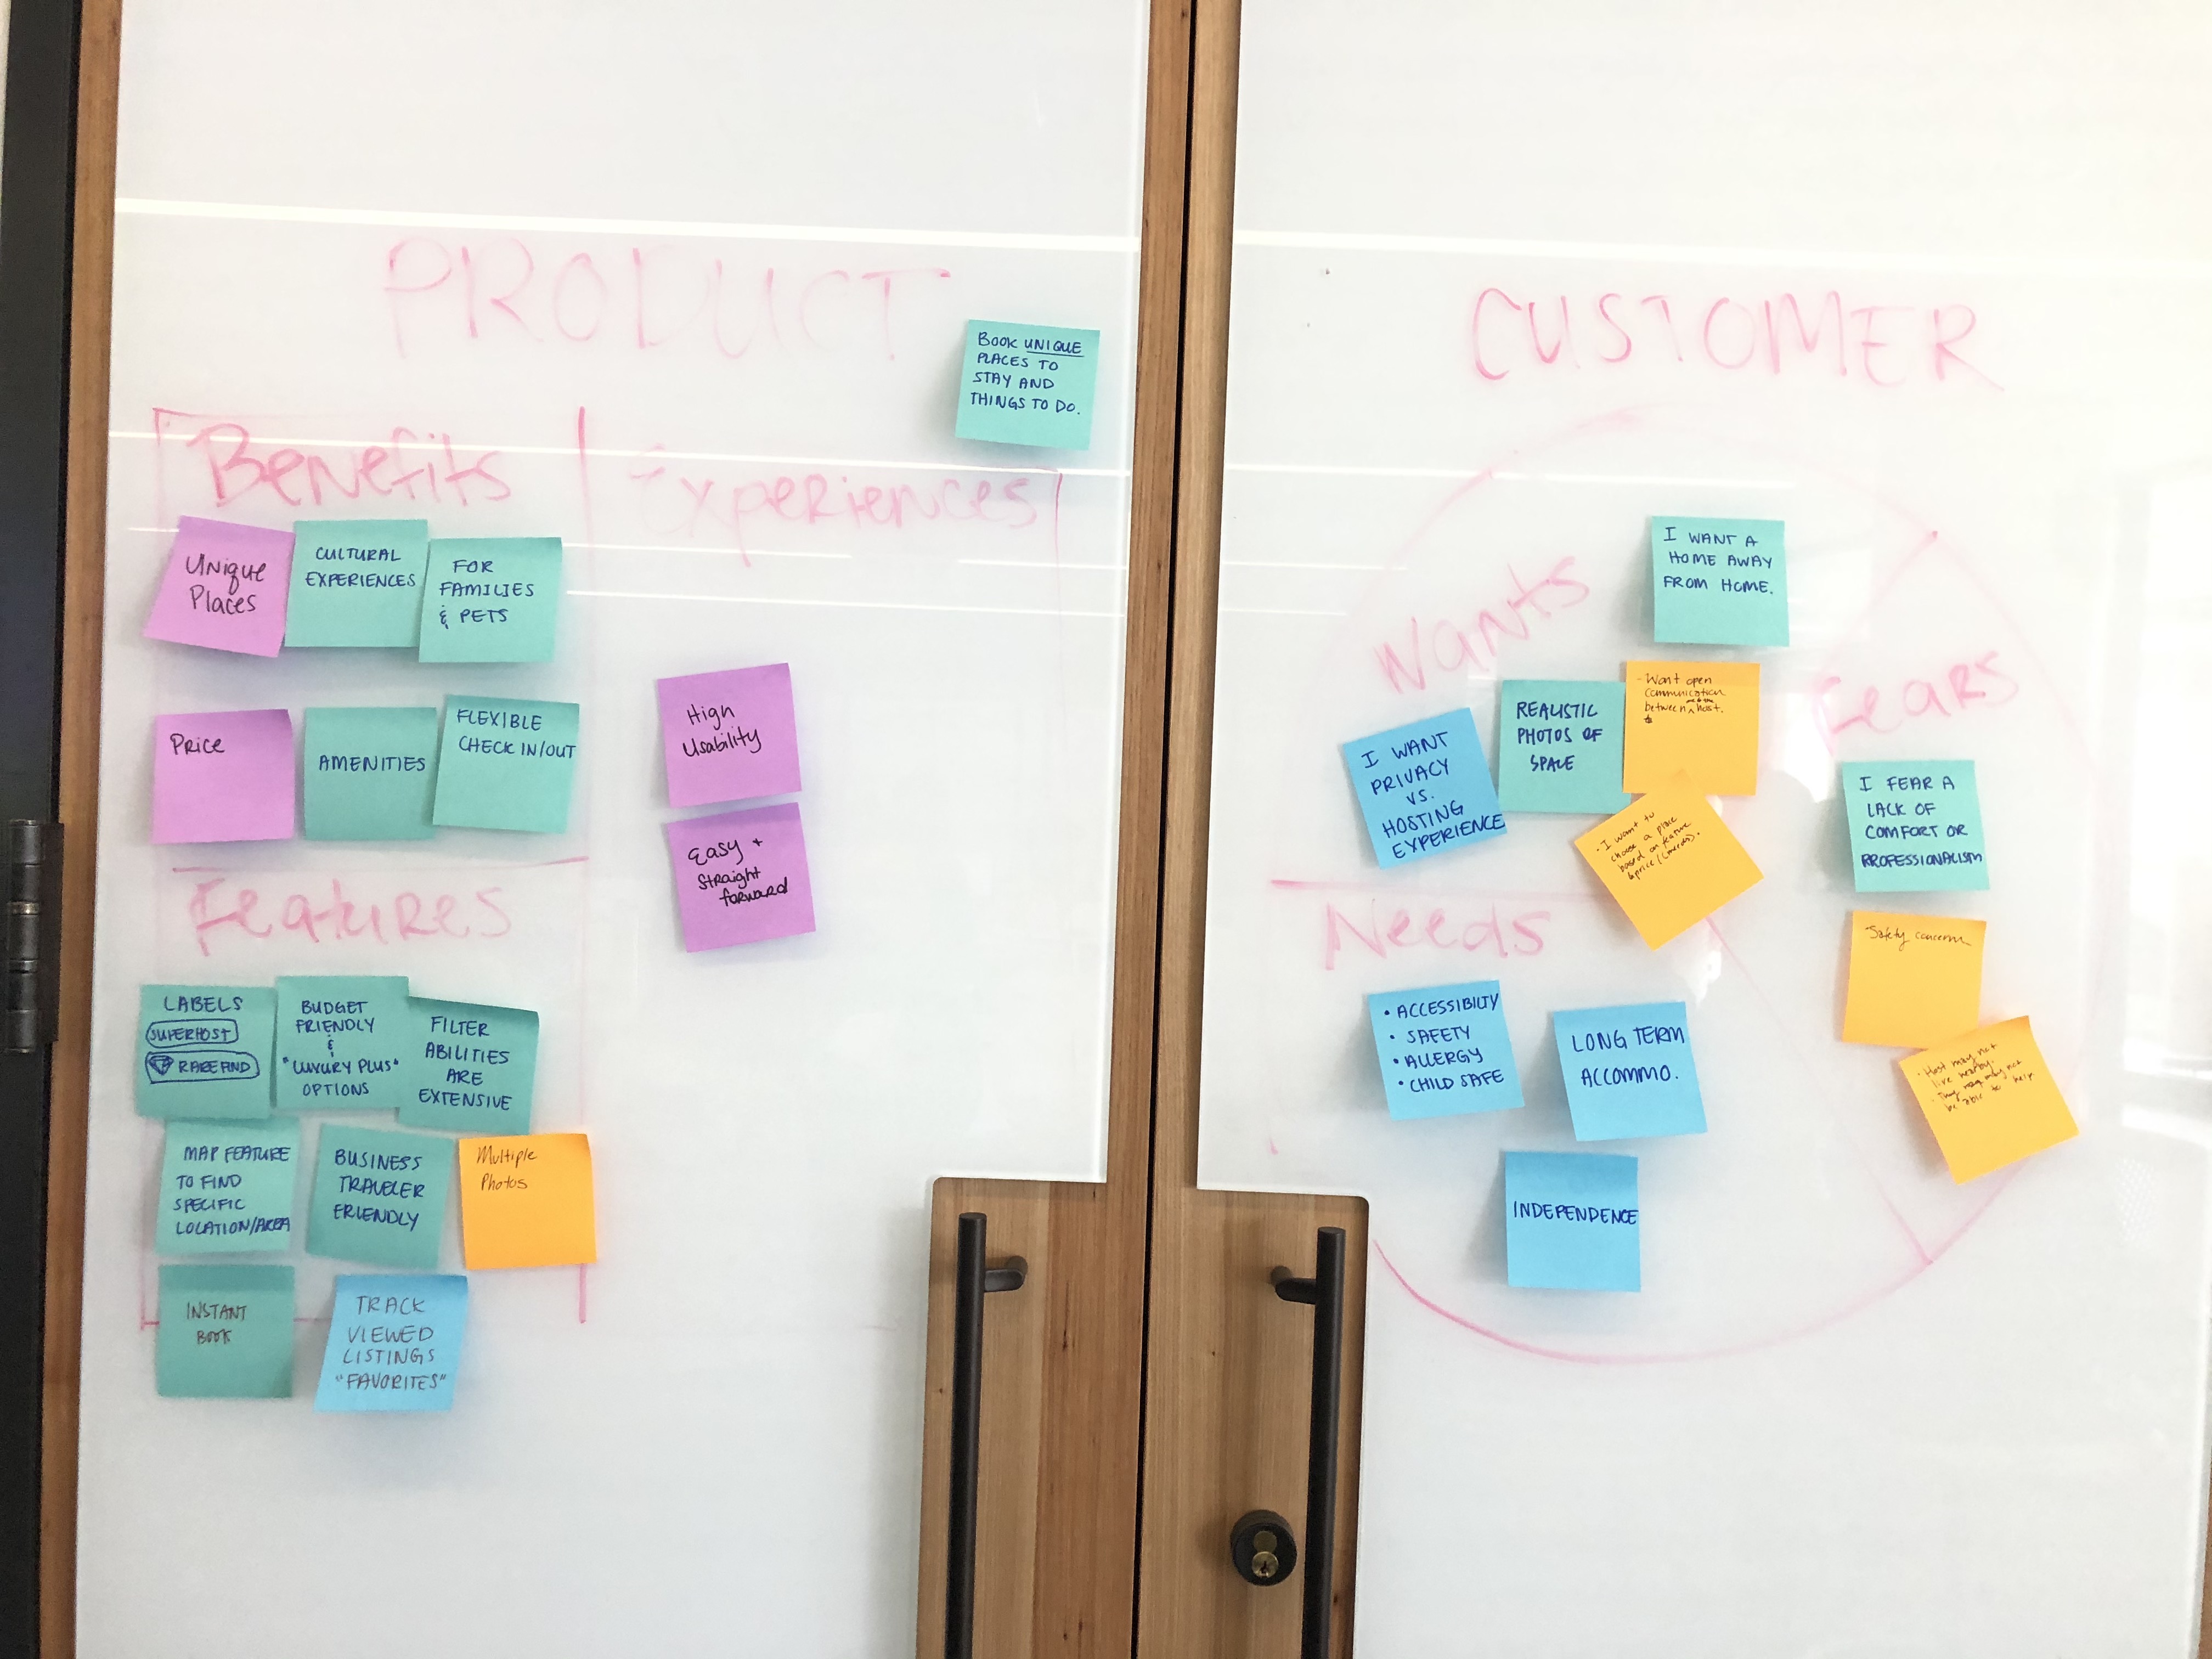 PRODUCT
BOOK UNIQUE
PLACES TO
STAY AND
THINGS TO DO.
Benefits
Unique
Places
CULTURAL
EXPERIENCES
FOR
FAMILIES
& PETS
Price
AMENITIES
FLEXIBLE
CHECK IN/OUT
Experiences
High
Usability
Easy +
Straight
forward
Features
LABELS
SUPERHOST
RARE FIND
BUDGET
FRIENDLY
&
"LUXURY PLUS"
OPTIONS
FILTER
ABILITIES
ARE
EXTENSIVE
MAP FEATURE
TO FIND
SPECIFIC
LOCATION/AREA
BUSINESS
TRAVELER
FRIENDLY
Multiple
Photos
INSTANT
BOOK
TRACK
VIEWED
LISTINGS
"FAVORITES"
CUSTOMER
Wants
I WANT A
HOME AWAY
FROM HOME.
I WANT
PRIVACY
VS.
HOSTING
EXPERIENCE
REALISTIC
PHOTOS OF
SPACE
- Want open
communication
between host.
· I want to
choose a place
based on feature
Fears
I FEAR A
LACK OF
COMFORT OR
PROFESSIONALISM
· Safety concerns
· Host may not
live nearby.
· They may not
be able to help
Needs
• ACCESSIBILTY
• SAFETY
• ALLERGY
• CHILD SAFE
LONG TERM
ACCOMMO.
INDEPENDENCE